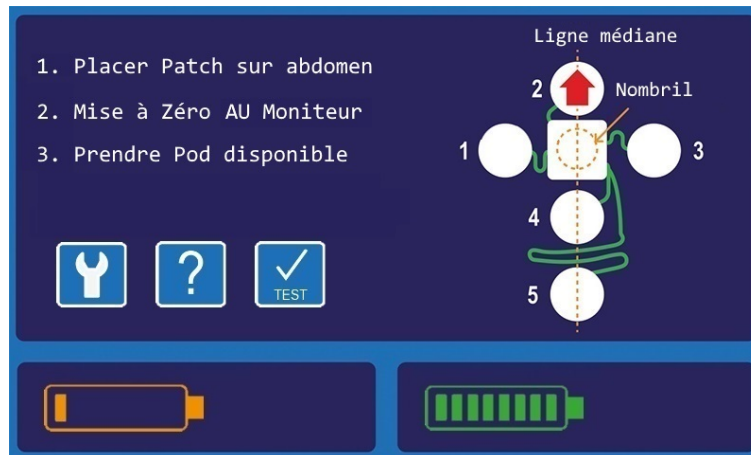 1. Placer Patch sur abdomen
2. Mise à Zéro AU Moniteur
3. Prendre Pod disponible
?
TEST
Ligne médiane
2
Nombril
1
3
4
5